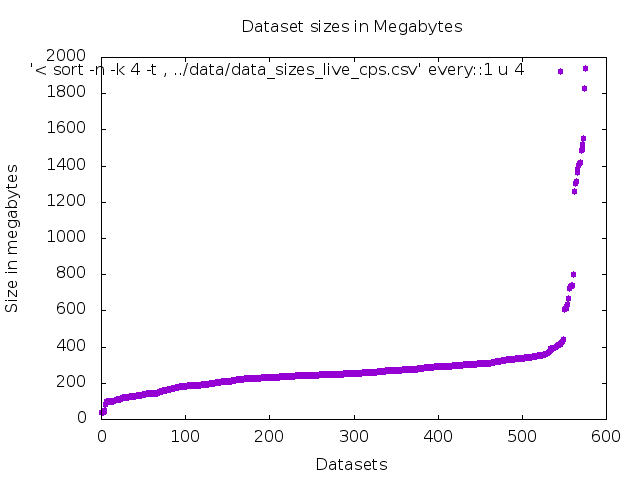 Dataset sizes in Megabytes
2000
'< sort -n -k 4 -t , ../data/data_sizes_live_cps.csv' every::1 u 4
1800
1600
1400
1200
1000
800
600
400
200
0
Size in megabytes
0 100 200 300 400 500 600
Datasets